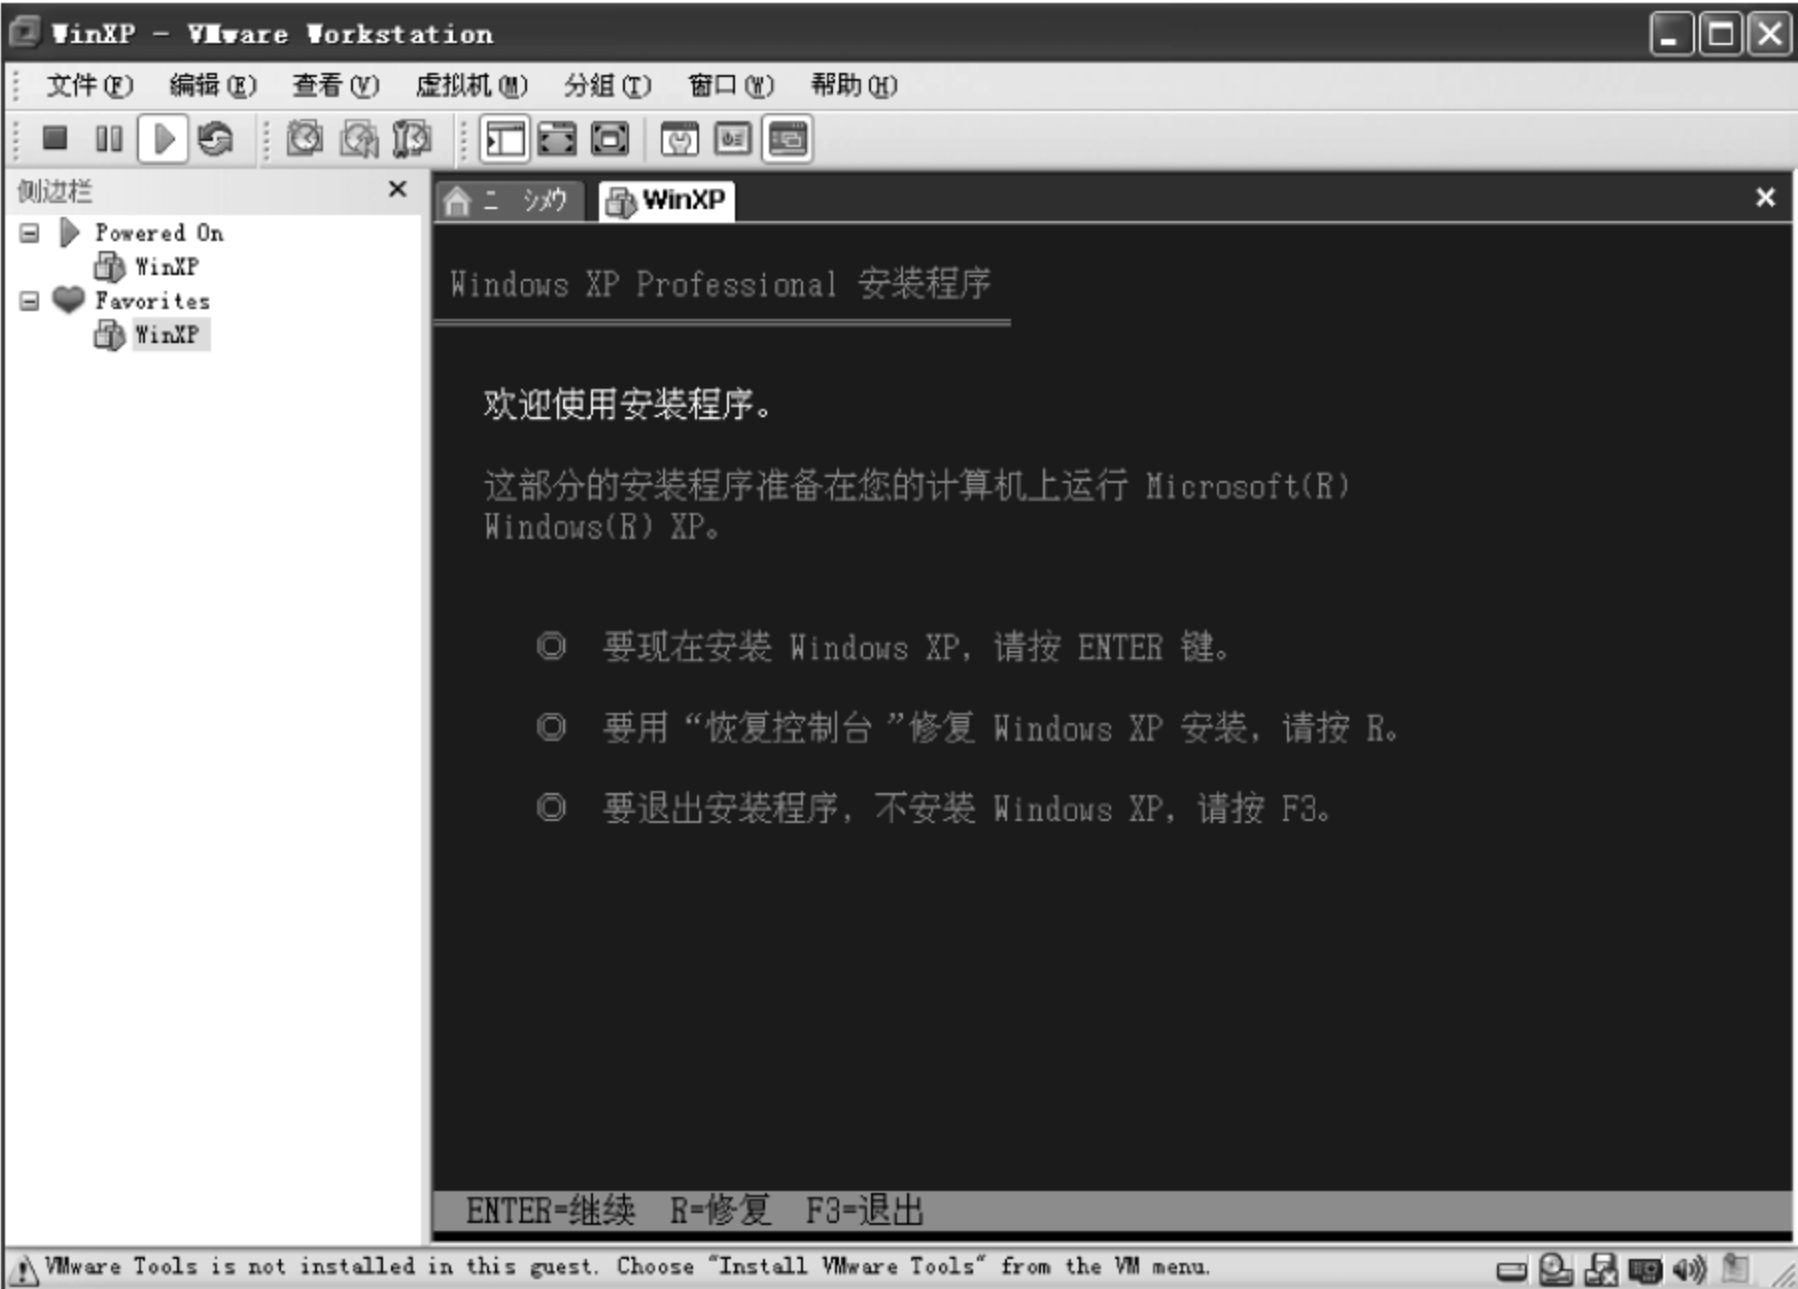 WinXP - VMware Workstation
文件(F) 编辑(E) 查看(V) 虚拟机(M) 分组(T) 窗口(W) 帮助(H)
侧边栏
ニ シメウ WinXP
Powered On
WinXP
Favorites
WinXP
Windows XP Professional 安装程序
欢迎使用安装程序。
这部分的安装程序准备在您的计算机上运行 Microsoft(R)
Windows(R) XP。
◎ 要现在安装 Windows XP，请按 ENTER 键。
◎ 要用“恢复控制台”修复 Windows XP 安装，请按 R。
◎ 要退出安装程序，不安装 Windows XP，请按 F3。
ENTER=继续 R=修复 F3=退出
VMware Tools is not installed in this guest. Choose "Install VMware Tools" from the VM menu.